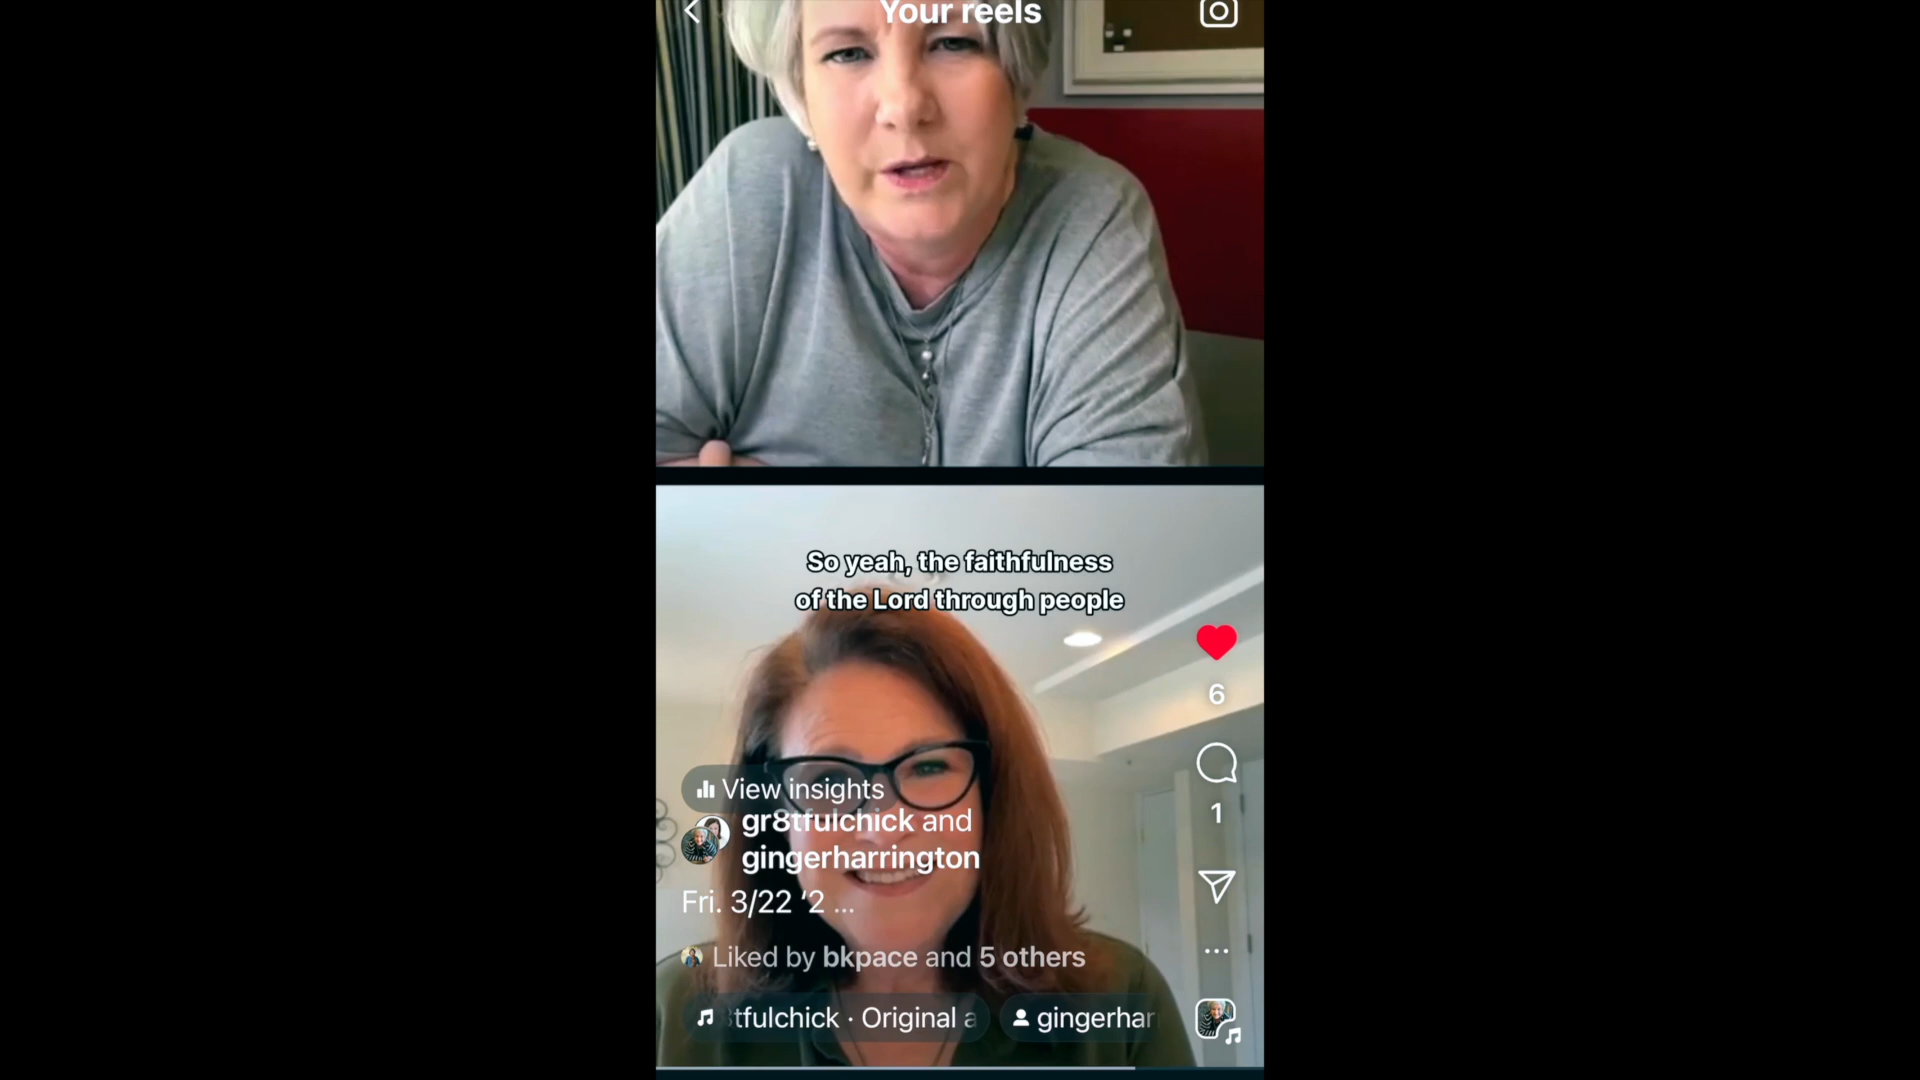 Your reels
So yeah, the faithfulness
of the Lord through people
6
View insights
gr8tfulchick and
gingerharrington
1
Fri. 3/22 ‘2 ...
Liked by bkpace and 5 others
tfulchick · Original a
gingerhar